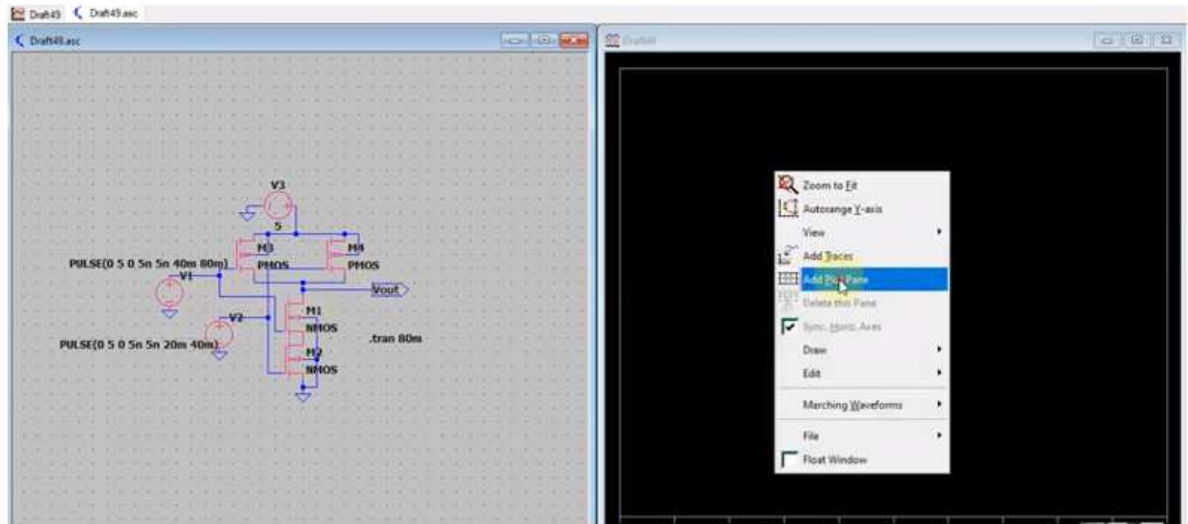 Draft49 Draft49.asc
Draft49.asc
Draft49
V3
5
M3
M4
PULSE(0 5 0 5n 5n 40m 80m)
PMOS
PMOS
V1
Vout
M1
V2
NMOS
.tran 80m
PULSE(0 5 0 5n 5n 20m 40m)
M2
NMOS
Zoom to Fit
Autorange Y-axis
View
Add Traces
Add Plot Pane
Delete this Pane
Sync. Horiz. Axes
Draw
Edit
Marching Waveforms
File
Float Window